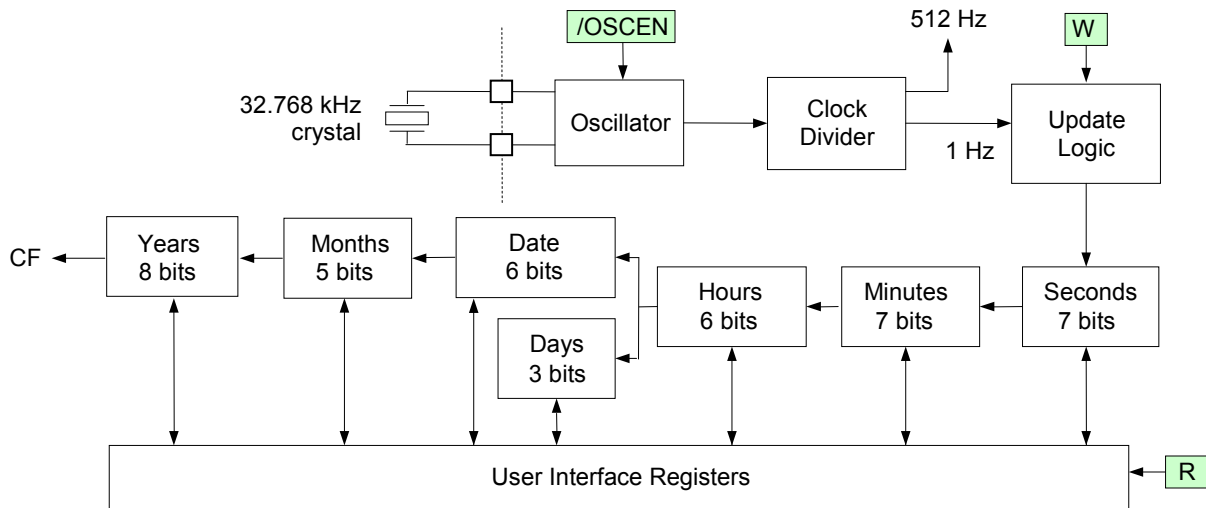 /OSCEN
512 Hz
W
32.768 kHz
crystal
Oscillator
Clock
Divider
1 Hz
Update
Logic
CF
Years
8 bits
Months
5 bits
Date
6 bits
Days
3 bits
Hours
6 bits
Minutes
7 bits
Seconds
7 bits
User Interface Registers
R